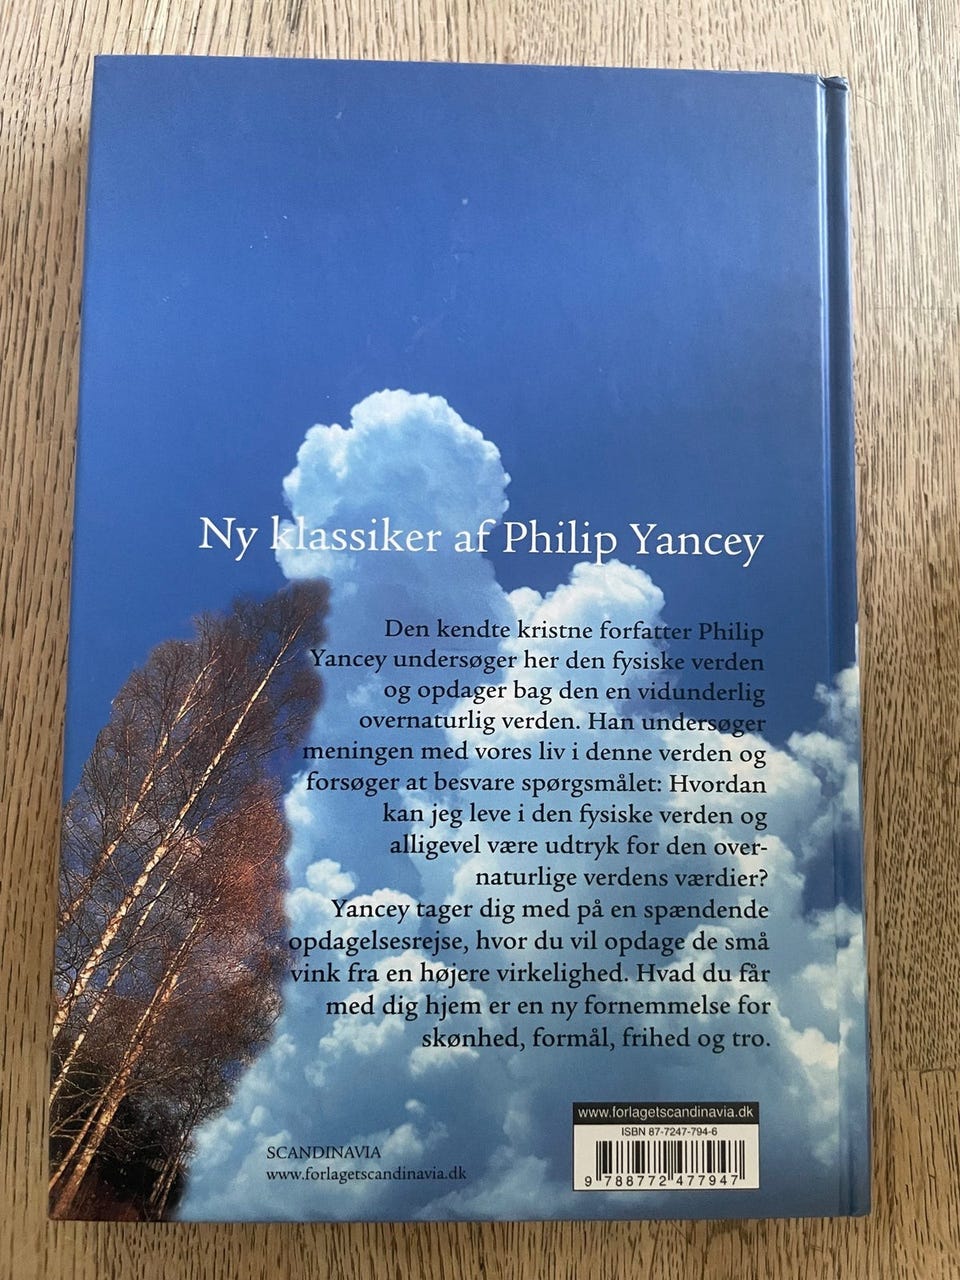 Ny klassiker af Philip Yancey
Den kendte kristne forfatter Philip
Yancey undersøger her den fysiske verden
og opdager bag den en vidunderlig
overnaturlig verden. Han undersøger
meningen med vores liv i denne verden og
forsøger at besvare spørgsmålet: Hvordan
kan jeg leve i den fysiske verden og
alligevel være udtryk for den over-
naturlige verdens værdier?
Yancey tager dig med på en spændende
opdagelsesrejse, hvor du vil opdage de små
vink fra en højere virkelighed. Hvad du får
med dig hjem er en ny fornemmelse for
skønhed, formål, frihed og tro.
SCANDINAVIA
www.forlagetscandinavia.dk
www.forlagetscandinavia.dk
ISBN 87-7247-794-6
9 788772 477947